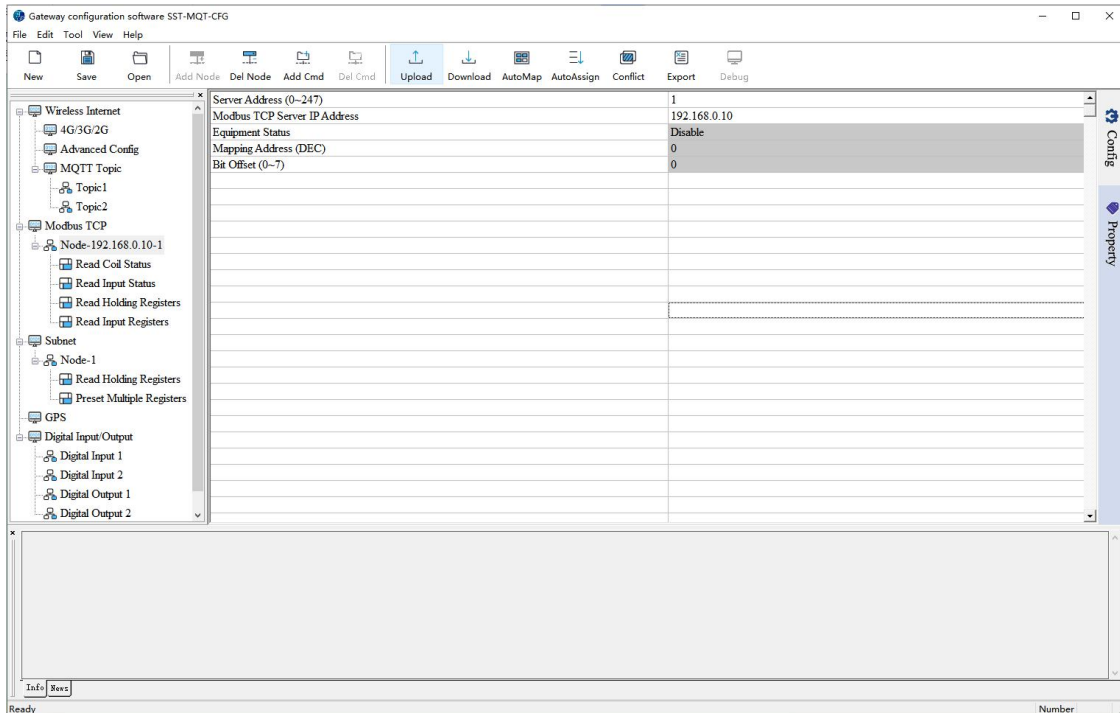 Gateway configuration software SST-MQT-CFG
File Edit Tool View Help
New Save Open Add Node Del Node Add Cmd Del Cmd Upload Download AutoMap AutoAssign Conflict Export Debug
Wireless Internet
4G/3G/2G
Advanced Config
MQTT Topic
Topic1
Topic2
Modbus TCP
Node-192.168.0.10-1
Read Coil Status
Read Input Status
Read Holding Registers
Read Input Registers
Subnet
Node-1
Read Holding Registers
Preset Multiple Registers
GPS
Digital Input/Output
Digital Input 1
Digital Input 2
Digital Output 1
Digital Output 2
Server Address (0~247) 1
Modbus TCP Server IP Address 192.168.0.10
Equipment Status Disable
Mapping Address (DEC) 0
Bit Offset (0~7) 0
Config
Property
Info News
Ready Number